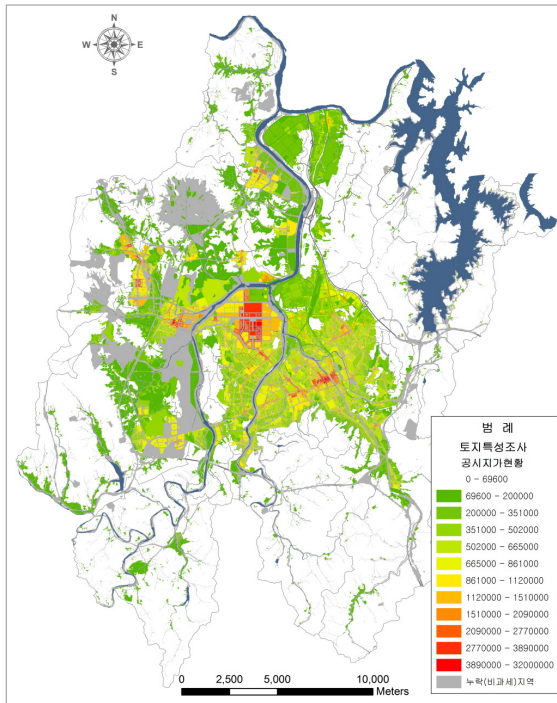 N
W E
S
범 례
토지특성조사
공시지가현황
0 - 69600
69600 - 200000
200000 - 351000
351000 - 502000
502000 - 665000
665000 - 861000
861000 - 1120000
1120000 - 1510000
1510000 - 2090000
2090000 - 2770000
2770000 - 3890000
3890000 - 32000000
누락(비과세)지역
0 2,500 5,000 10,000
Meters